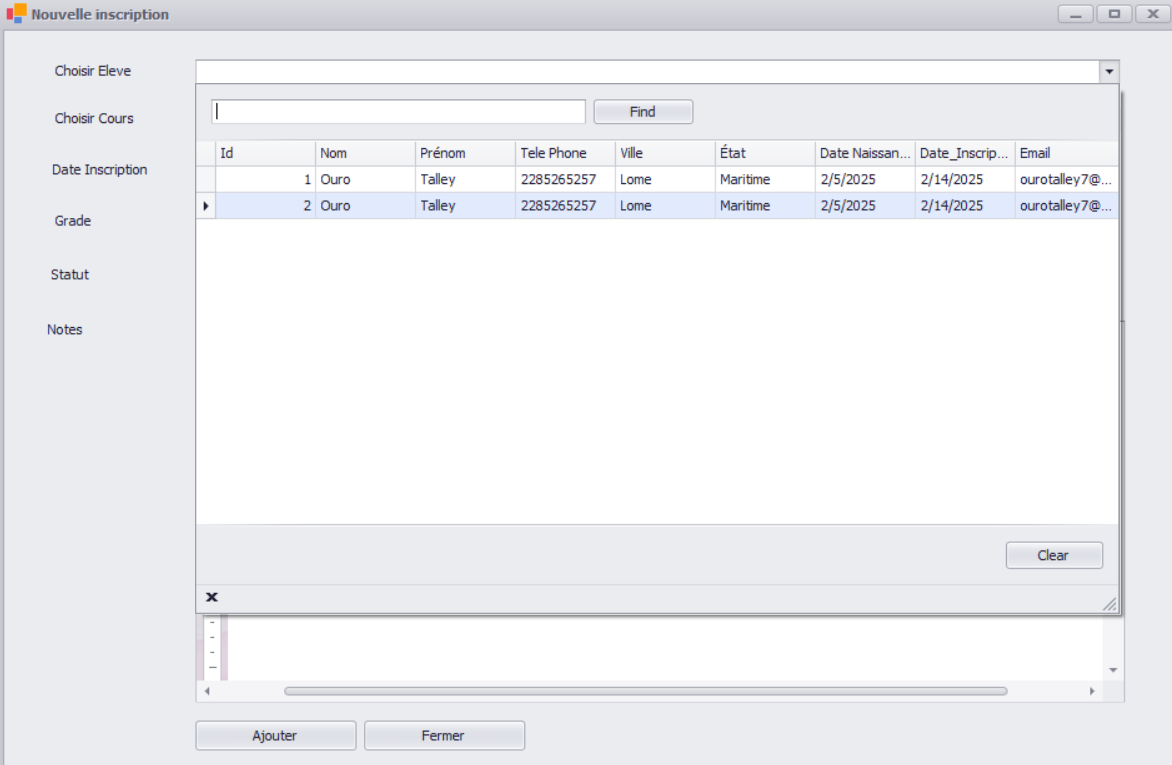 Nouvelle inscription
Choisir Eleve
Choisir Cours
Find
Id Nom Prénom Tele Phone Ville État Date Naissan... Date_Inscrip... Email
1 Ouro Talley 2285265257 Lome Maritime 2/5/2025 2/14/2025 ourotalley7@...
2 Ouro Talley 2285265257 Lome Maritime 2/5/2025 2/14/2025 ourotalley7@...
Date Inscription
Grade
Statut
Notes
Clear
Ajouter Fermer